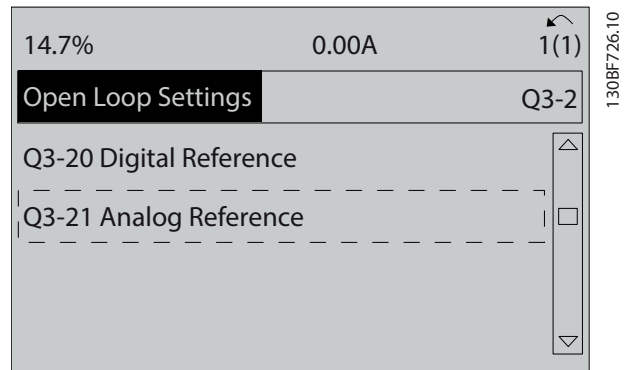 14.7% 0.00A 1(1)
Open Loop Settings Q3-2
Q3-20 Digital Reference
Q3-21 Analog Reference
130BF726.10